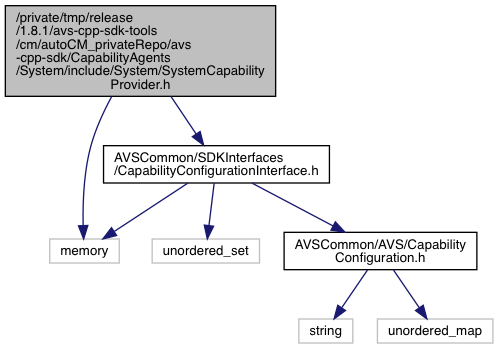 /private/tmp/release
/1.8.1/avs-cpp-sdk-tools
/cm/autoCM_privateRepo/avs
-cpp-sdk/CapabilityAgents
/System/include/System/SystemCapability
Provider.h
AVSCommon/SDKInterfaces
/CapabilityConfigurationInterface.h
memory
unordered_set
AVSCommon/AVS/Capability
Configuration.h
string
unordered_map